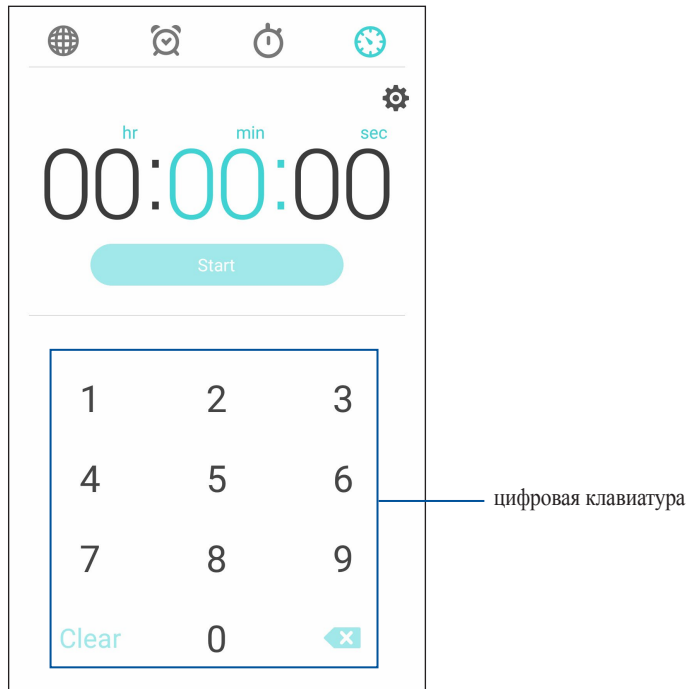 hr min sec
00:00:00
Start
1 2 3
4 5 6
цифровая клавиатура
7 8 9
Clear 0